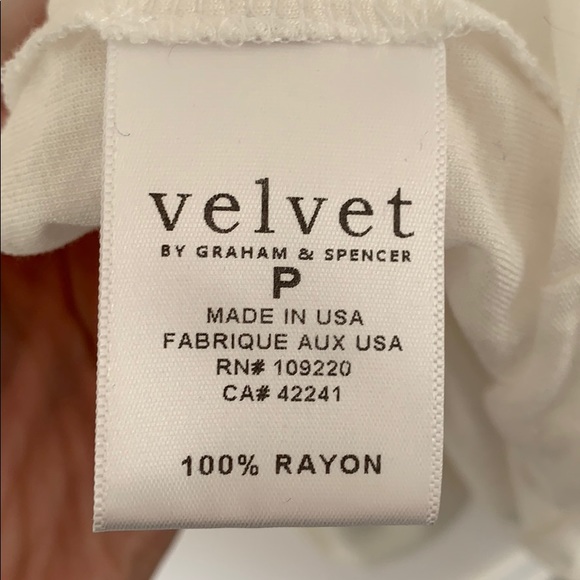 velvet
BY GRAHAM & SPENCER
P
MADE IN USA
FABRIQUE AUX USA
RN# 109220
CA# 42241
100% RAYON